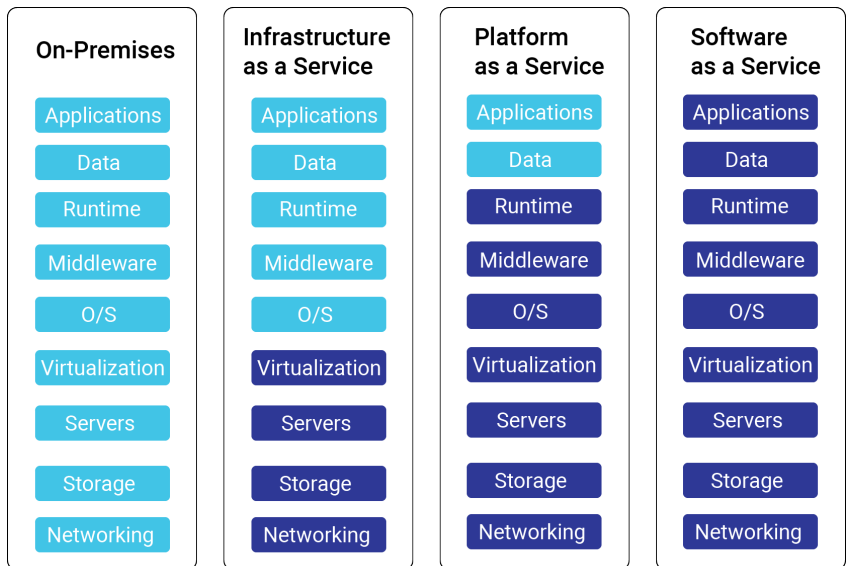 On-Premises
Applications
Data
Runtime
Middleware
O/S
Virtualization
Servers
Storage
Networking
Infrastructure
as a Service
Applications
Data
Runtime
Middleware
O/S
Virtualization
Servers
Storage
Networking
Platform
as a Service
Applications
Data
Runtime
Middleware
O/S
Virtualization
Servers
Storage
Networking
Software
as a Service
Applications
Data
Runtime
Middleware
O/S
Virtualization
Servers
Storage
Networking